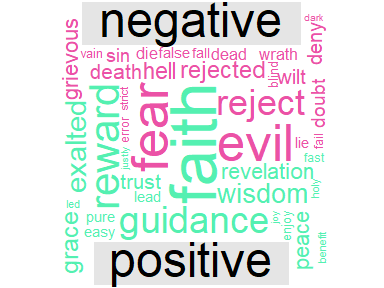 negative
dark
grievous
vain sin die false fall dead wrath deny
death hell rejected blind wilt
exalted
reward
error strict
fear
faith
reject doubt
evil lie fail
justly
fast
trust revelation
led lead wisdom holy
pure
easy
grace
guidance
joy enjoy peace benefit
positive